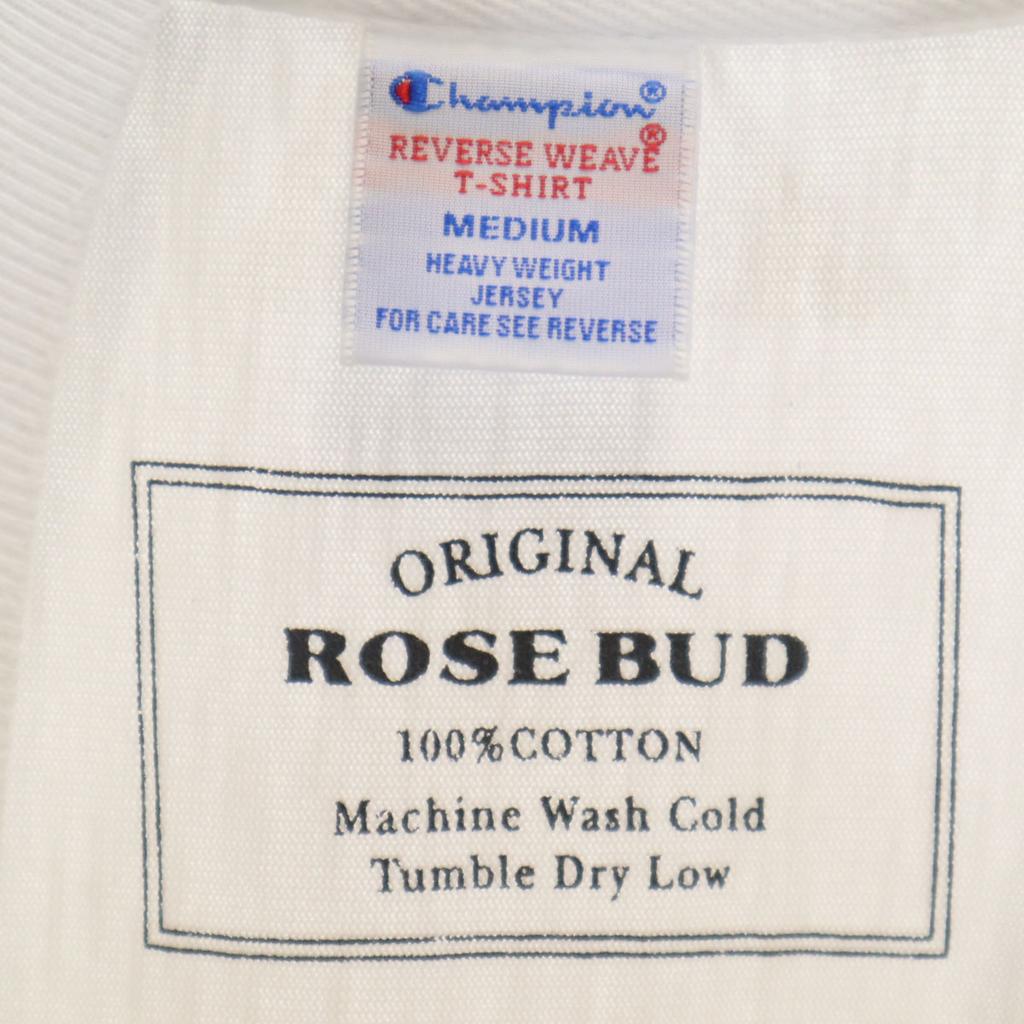 Champion®
REVERSE WEAVE®
T-SHIRT
MEDIUM
HEAVY WEIGHT
JERSEY
FOR CARE SEE REVERSE
ORIGINAL
ROSE BUD
100% COTTON
Machine Wash Cold
Tumble Dry Low